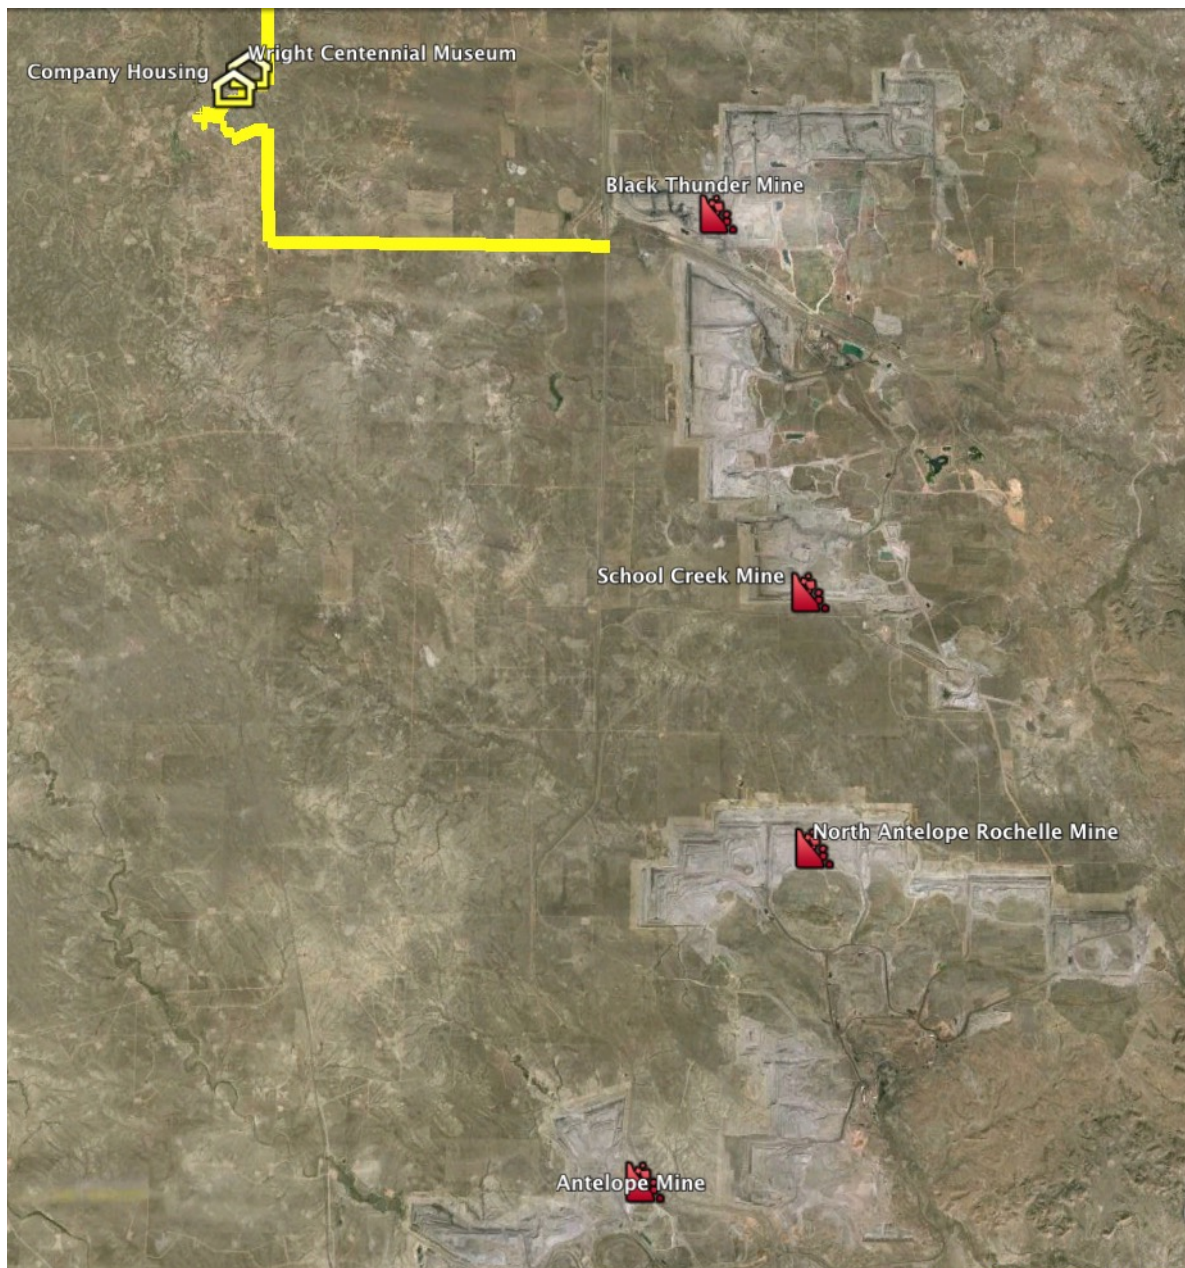 Wright Centennial Museum
Company Housing
Black Thunder Mine
School Creek Mine
North Antelope Rochelle Mine
Antelope Mine